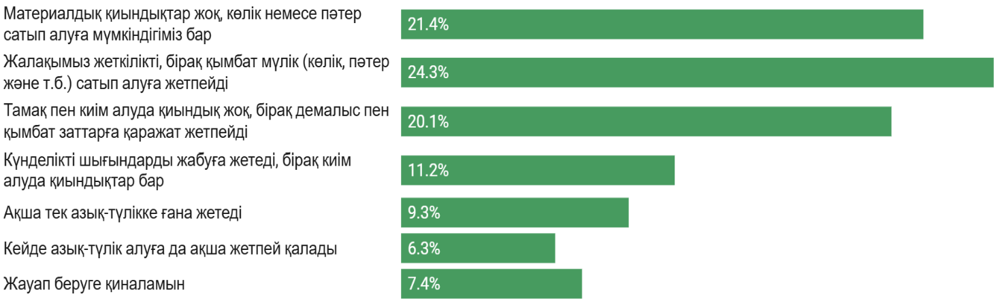 Материалдық қиындықтар жоқ, көлік немесе пәтер
сатып алуға мүмкіндігіміз бар
21.4%
Жалақымыз жеткілікті, бірақ қымбат мүлік (көлік, пәтер
және т.б.) сатып алуға жетпейді
24.3%
Тамақ пен киім алуда қиындық жоқ, бірақ демалыс пен
қымбат заттарға қаражат жетпейді
20.1%
Күнделікті шығындарды жабуға жетеді, бірақ киім
алуда қиындықтар бар
11.2%
Ақша тек азық-түлікке ғана жетеді
9.3%
Кейде азық-түлік алуға да ақша жетпей қалады
6.3%
Жауап беруге қиналамын
7.4%